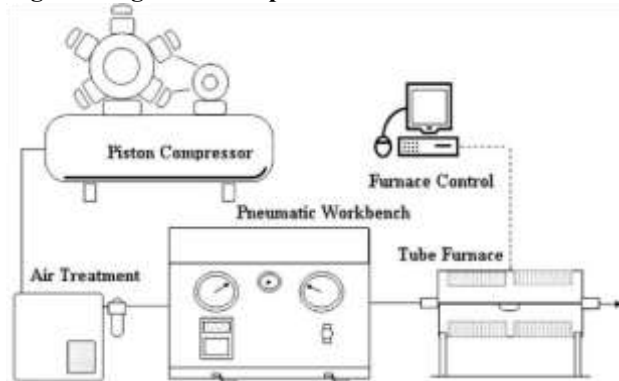 Piston Compressor
Furnace Control
Pneumatic Workbench
Air Treatment
Tube Furnace